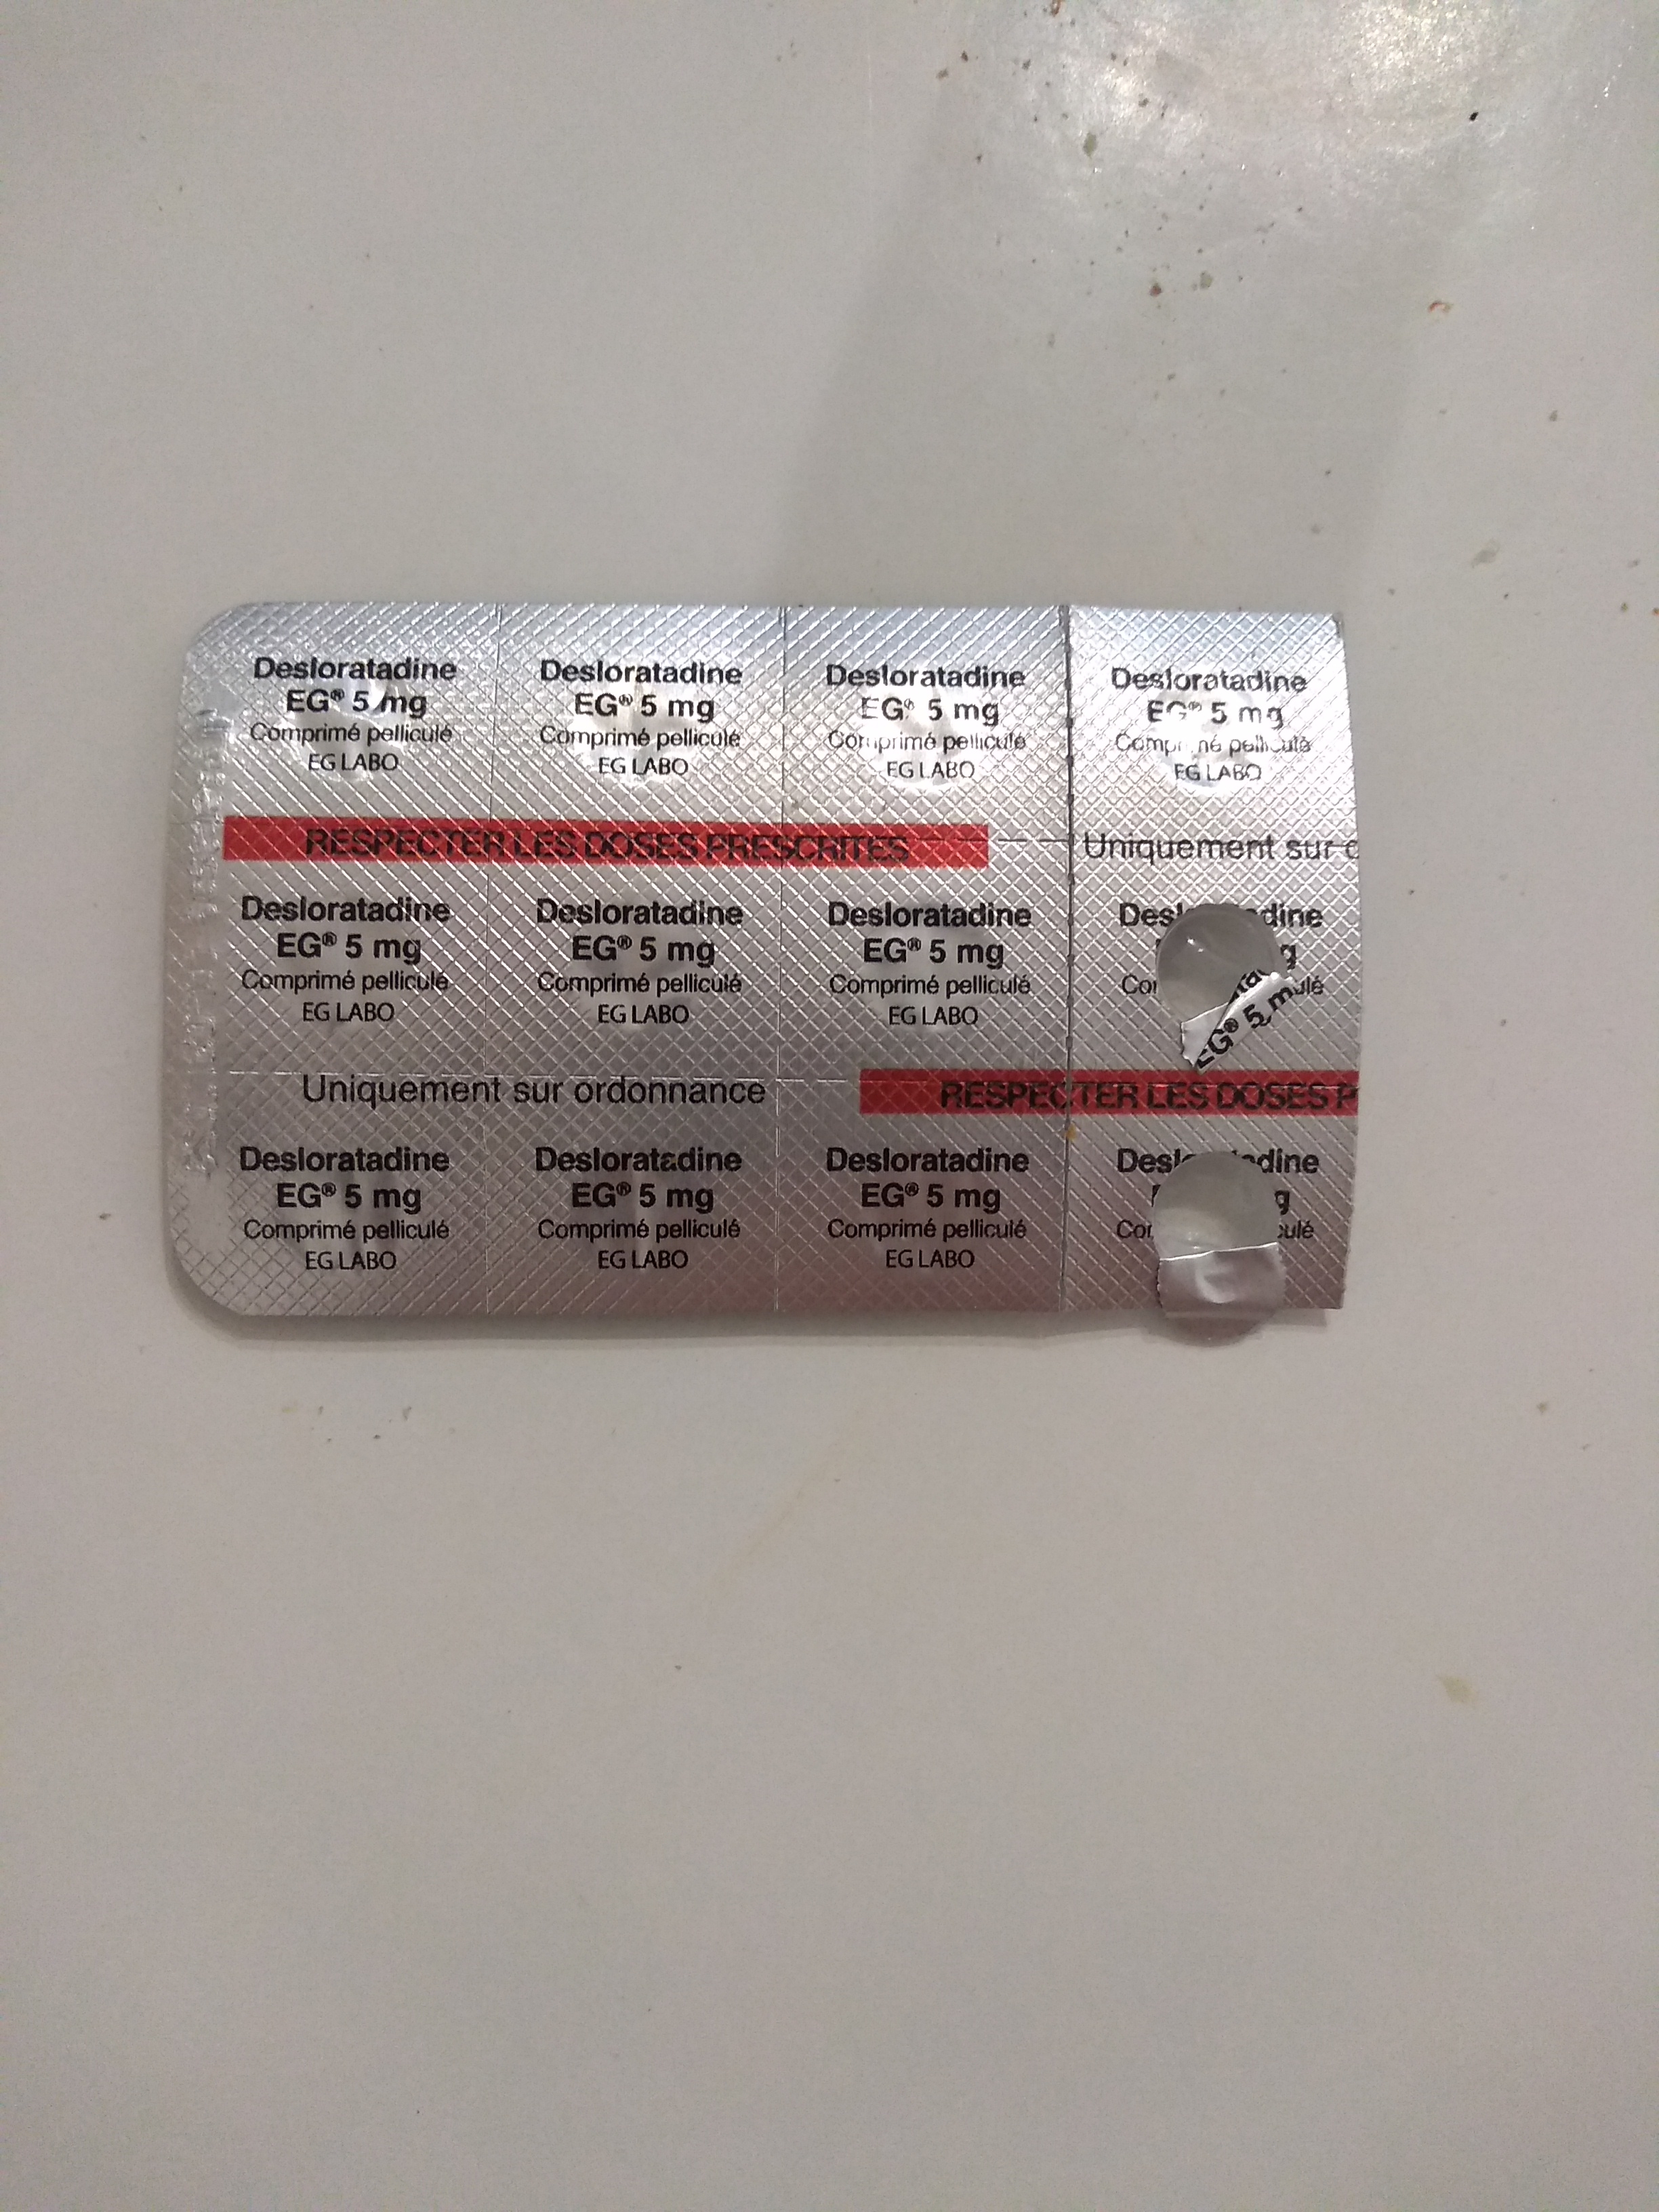 Desloratadine Desloratadine Desloratadine Desloratadine
EG® 5 mg EG® 5 mg EG® 5 mg EG® 5 mg
Comprimé pelliculé Comprimé pelliculé Comprimé pelliculé Comprimé pelliculé
EG LABO EG LABO EG LABO EG LABO
RESPECTER LES DOSES PRESCRITES Uniquement sur
Desloratadine Desloratadine Desloratadine
EG® 5 mg EG® 5 mg EG® 5 mg
Comprimé pelliculé Comprimé pelliculé Comprimé pelliculé
EG LABO EG LABO EG LABO
EG® 5 m
Uniquement sur ordonnance RESPECTER LES DOSES P
Desloratadine Desloratadine Desloratadine
EG® 5 mg EG® 5 mg EG® 5 mg
Comprimé pelliculé Comprimé pelliculé Comprimé pelliculé
EG LABO EG LABO EG LABO